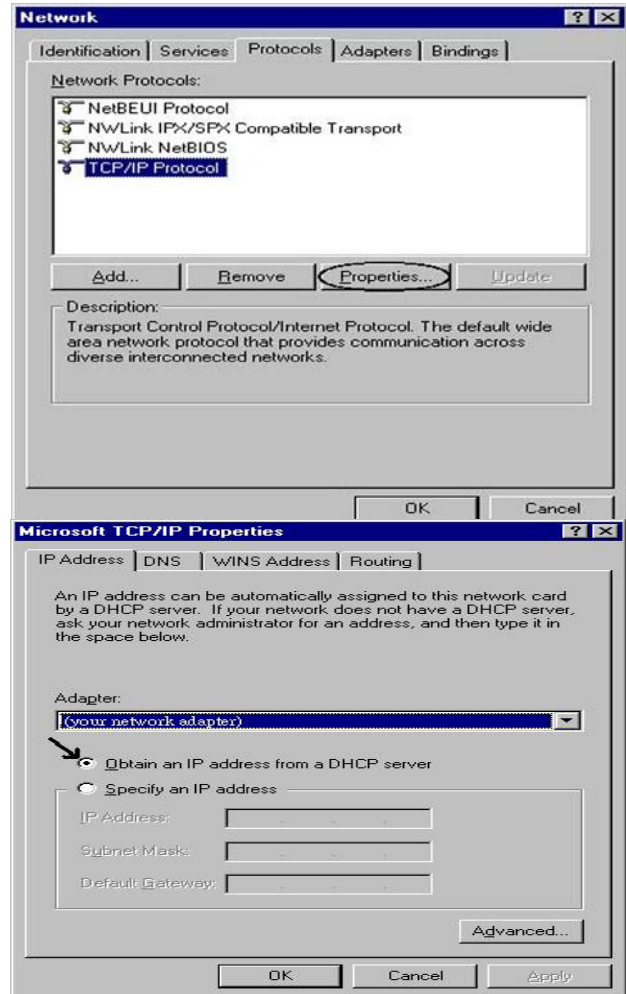 Network
Identification Services Protocols Adapters Bindings
Network Protocols:
NetBEUI Protocol
NWLink IPX/SPX Compatible Transport
NWLink NetBIOS
TCP/IP Protocol
Add... Remove Properties... Update
Description:
Transport Control Protocol/Internet Protocol. The default wide
area network protocol that provides communication across
diverse interconnected networks.
OK Cancel
Microsoft TCP/IP Properties
IP Address DNS WINS Address Routing
An IP address can be automatically assigned to this network card
by a DHCP server. If your network does not have a DHCP server,
ask your network administrator for an address, and then type it in
the space below.
Adapter:
(your network adapter)
Obtain an IP address from a DHCP server
Specify an IP address
IP Address:
Subnet Mask:
Default Gateway:
Advanced...
OK Cancel Apply